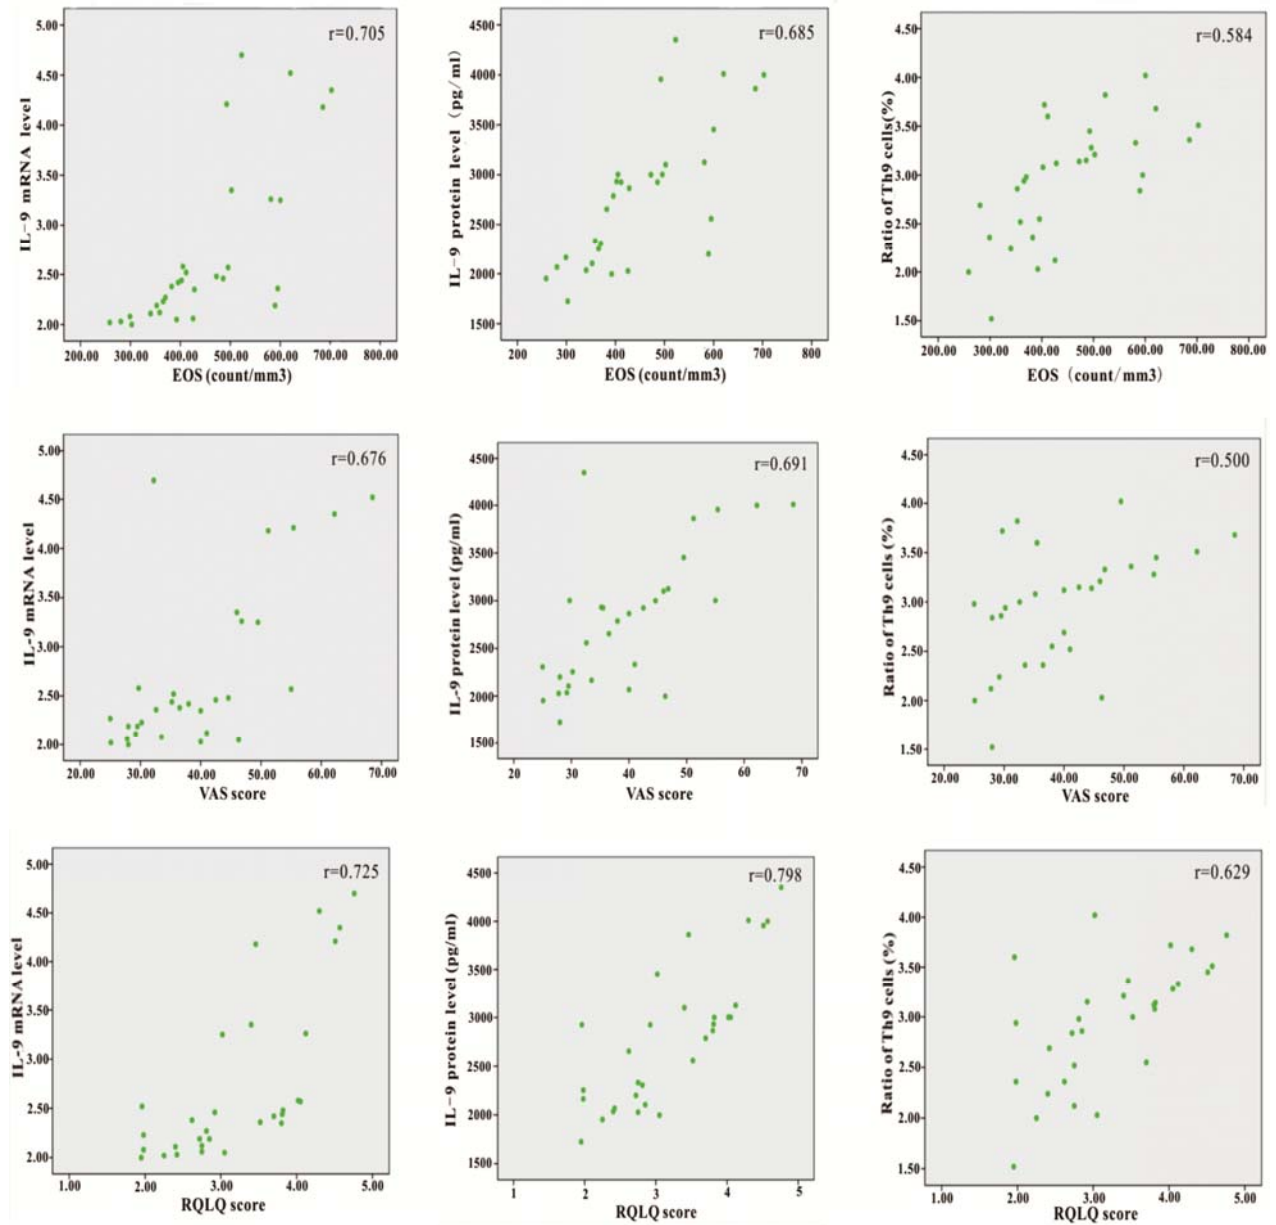 r=0.705
5.00
4.50
4.00
3.50
3.00
2.50
2.00
IL-9 mRNA level
200.00 300.00 400.00 500.00 600.00 700.00 800.00
EOS (count/mm3)
r=0.685
4500
4000
3500
3000
2500
2000
1500
IL-9 protein level (pg/ml)
200 300 400 500 600 700 800
EOS (count/mm3)
r=0.584
4.50
4.00
3.50
3.00
2.50
2.00
1.50
Ratio of Th9 cells(%)
200.00 300.00 400.00 500.00 600.00 700.00 800.00
EOS (count/mm3)
r=0.676
5.00
4.50
4.00
3.50
3.00
2.50
2.00
IL-9 mRNA level
20.00 30.00 40.00 50.00 60.00 70.00
VAS score
r=0.691
4500
4000
3500
3000
2500
2000
1500
IL-9 protein level (pg/ml)
20 30 40 50 60 70
VAS score
r=0.500
4.50
4.00
3.50
3.00
2.50
2.00
1.50
Ratio of Th9 cells (%)
20.00 30.00 40.00 50.00 60.00 70.00
VAS score
r=0.725
5.00
4.50
4.00
3.50
3.00
2.50
2.00
IL-9 mRNA level
1.00 2.00 3.00 4.00 5.00
RQLQ score
r=0.798
4500
4000
3500
3000
2500
2000
1500
IL-9 protein level (pg/ml)
1 2 3 4 5
RQLQ score
r=0.629
4.50
4.00
3.50
3.00
2.50
2.00
1.50
Ratio of Th9 cells (%)
1.00 2.00 3.00 4.00 5.00
RQLQ score